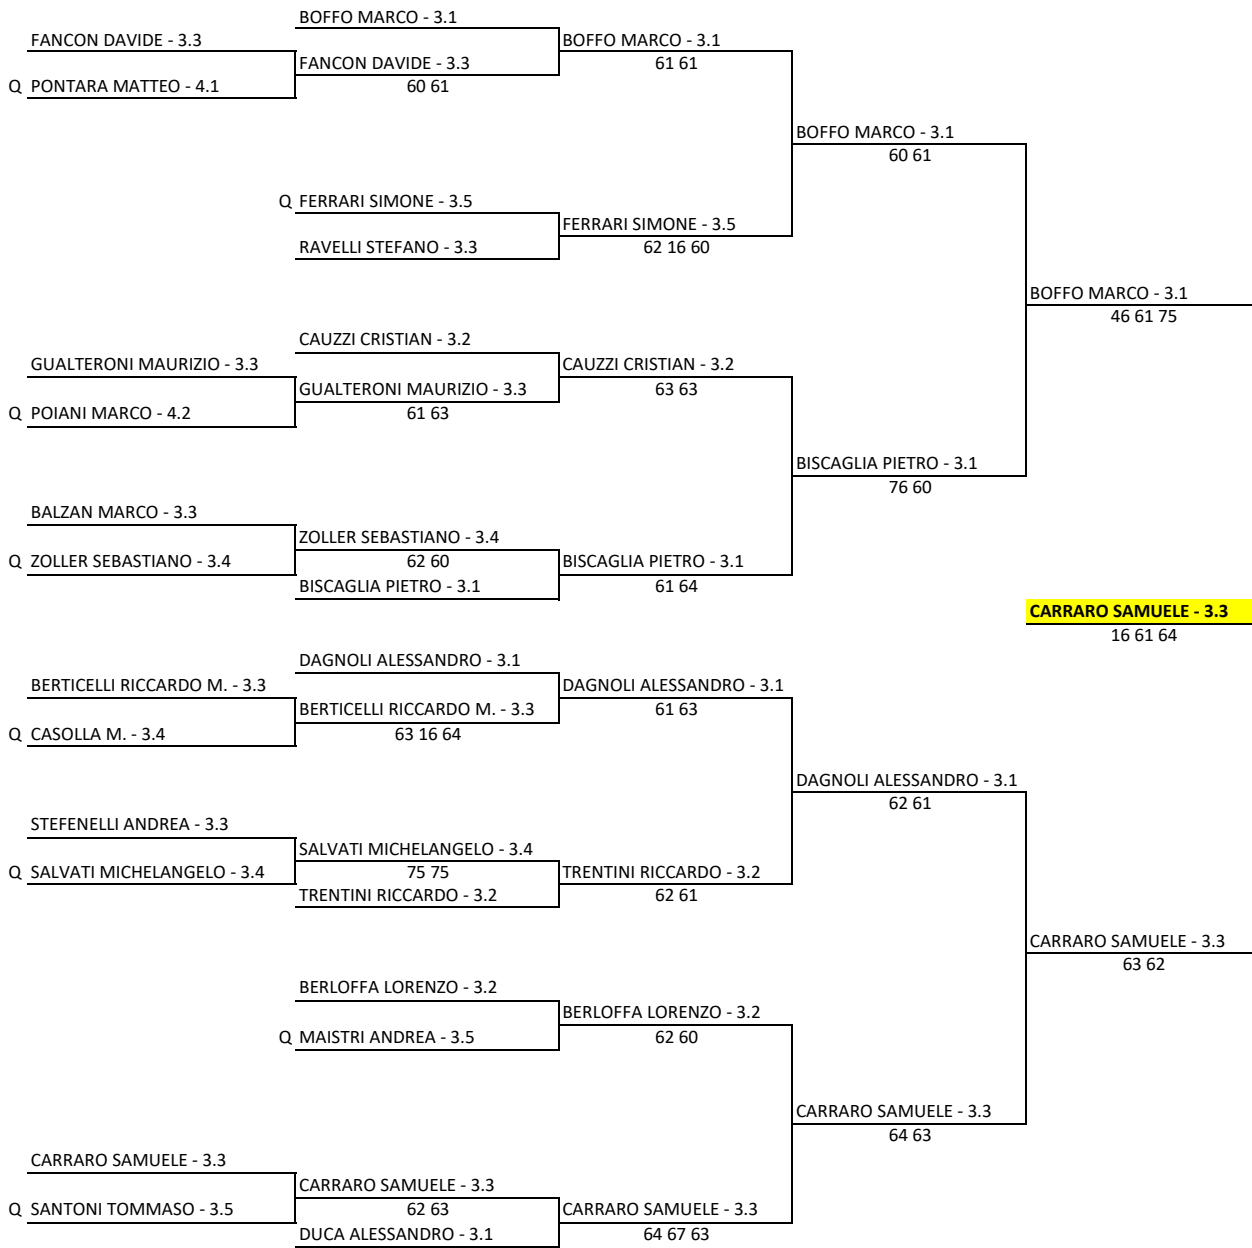 BOFFO MARCO - 3.1
FANCON DAVIDE - 3.3
BOFFO MARCO - 3.1
FANCON DAVIDE - 3.3
61 61
Q PONTARA MATTEO - 4.1
60 61
BOFFO MARCO - 3.1
60 61
Q FERRARI SIMONE - 3.5
FERRARI SIMONE - 3.5
RAVELLI STEFANO - 3.3
62 16 60
BOFFO MARCO - 3.1
46 61 75
CAUZZI CRISTIAN - 3.2
GUALTERONI MAURIZIO - 3.3
CAUZZI CRISTIAN - 3.2
GUALTERONI MAURIZIO - 3.3
63 63
Q POIANI MARCO - 4.2
61 63
BISCAGLIA PIETRO - 3.1
76 60
BALZAN MARCO - 3.3
ZOLLER SEBASTIANO - 3.4
Q ZOLLER SEBASTIANO - 3.4
62 60
BISCAGLIA PIETRO - 3.1
BISCAGLIA PIETRO - 3.1
61 64
CARRARO SAMUELE - 3.3
16 61 64
DAGNOLI ALESSANDRO - 3.1
BERTICELLI RICCARDO M. - 3.3
DAGNOLI ALESSANDRO - 3.1
BERTICELLI RICCARDO M. - 3.3
61 63
Q CASOLLA M. - 3.4
63 16 64
DAGNOLI ALESSANDRO - 3.1
62 61
STEFENELLI ANDREA - 3.3
SALVATI MICHELANGELO - 3.4
Q SALVATI MICHELANGELO - 3.4
75 75
TRENTINI RICCARDO - 3.2
TRENTINI RICCARDO - 3.2
62 61
CARRARO SAMUELE - 3.3
63 62
BERLOFFA LORENZO - 3.2
BERLOFFA LORENZO - 3.2
Q MAISTRI ANDREA - 3.5
62 60
CARRARO SAMUELE - 3.3
64 63
CARRARO SAMUELE - 3.3
CARRARO SAMUELE - 3.3
Q SANTONI TOMMASO - 3.5
62 63
CARRARO SAMUELE - 3.3
DUCA ALESSANDRO - 3.1
64 67 63